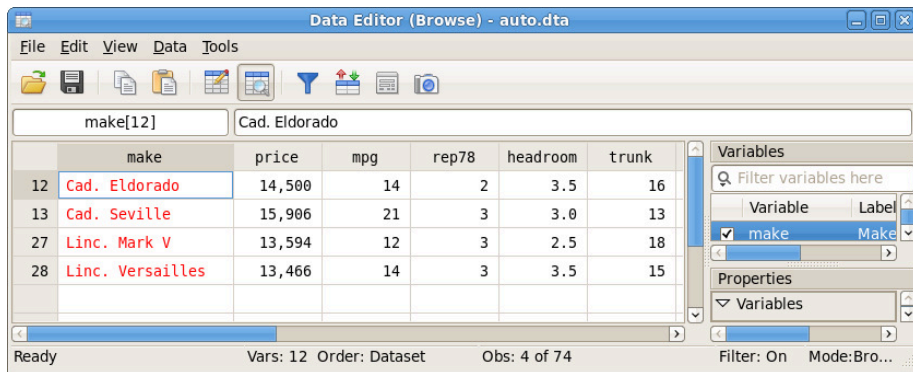 Data Editor (Browse) - auto.dta
File Edit View Data Tools
make[12] Cad. Eldorado
make price mpg rep78 headroom trunk
12 Cad. Eldorado 14,500 14 2 3.5 16
13 Cad. Seville 15,906 21 3 3.0 13
27 Linc. Mark V 13,594 12 3 2.5 18
28 Linc. Versailles 13,466 14 3 3.5 15
Variables
Filter variables here
Variable Label
make Make
Properties
Variables
Ready Vars: 12 Order: Dataset Obs: 4 of 74 Filter: On Mode:Bro...